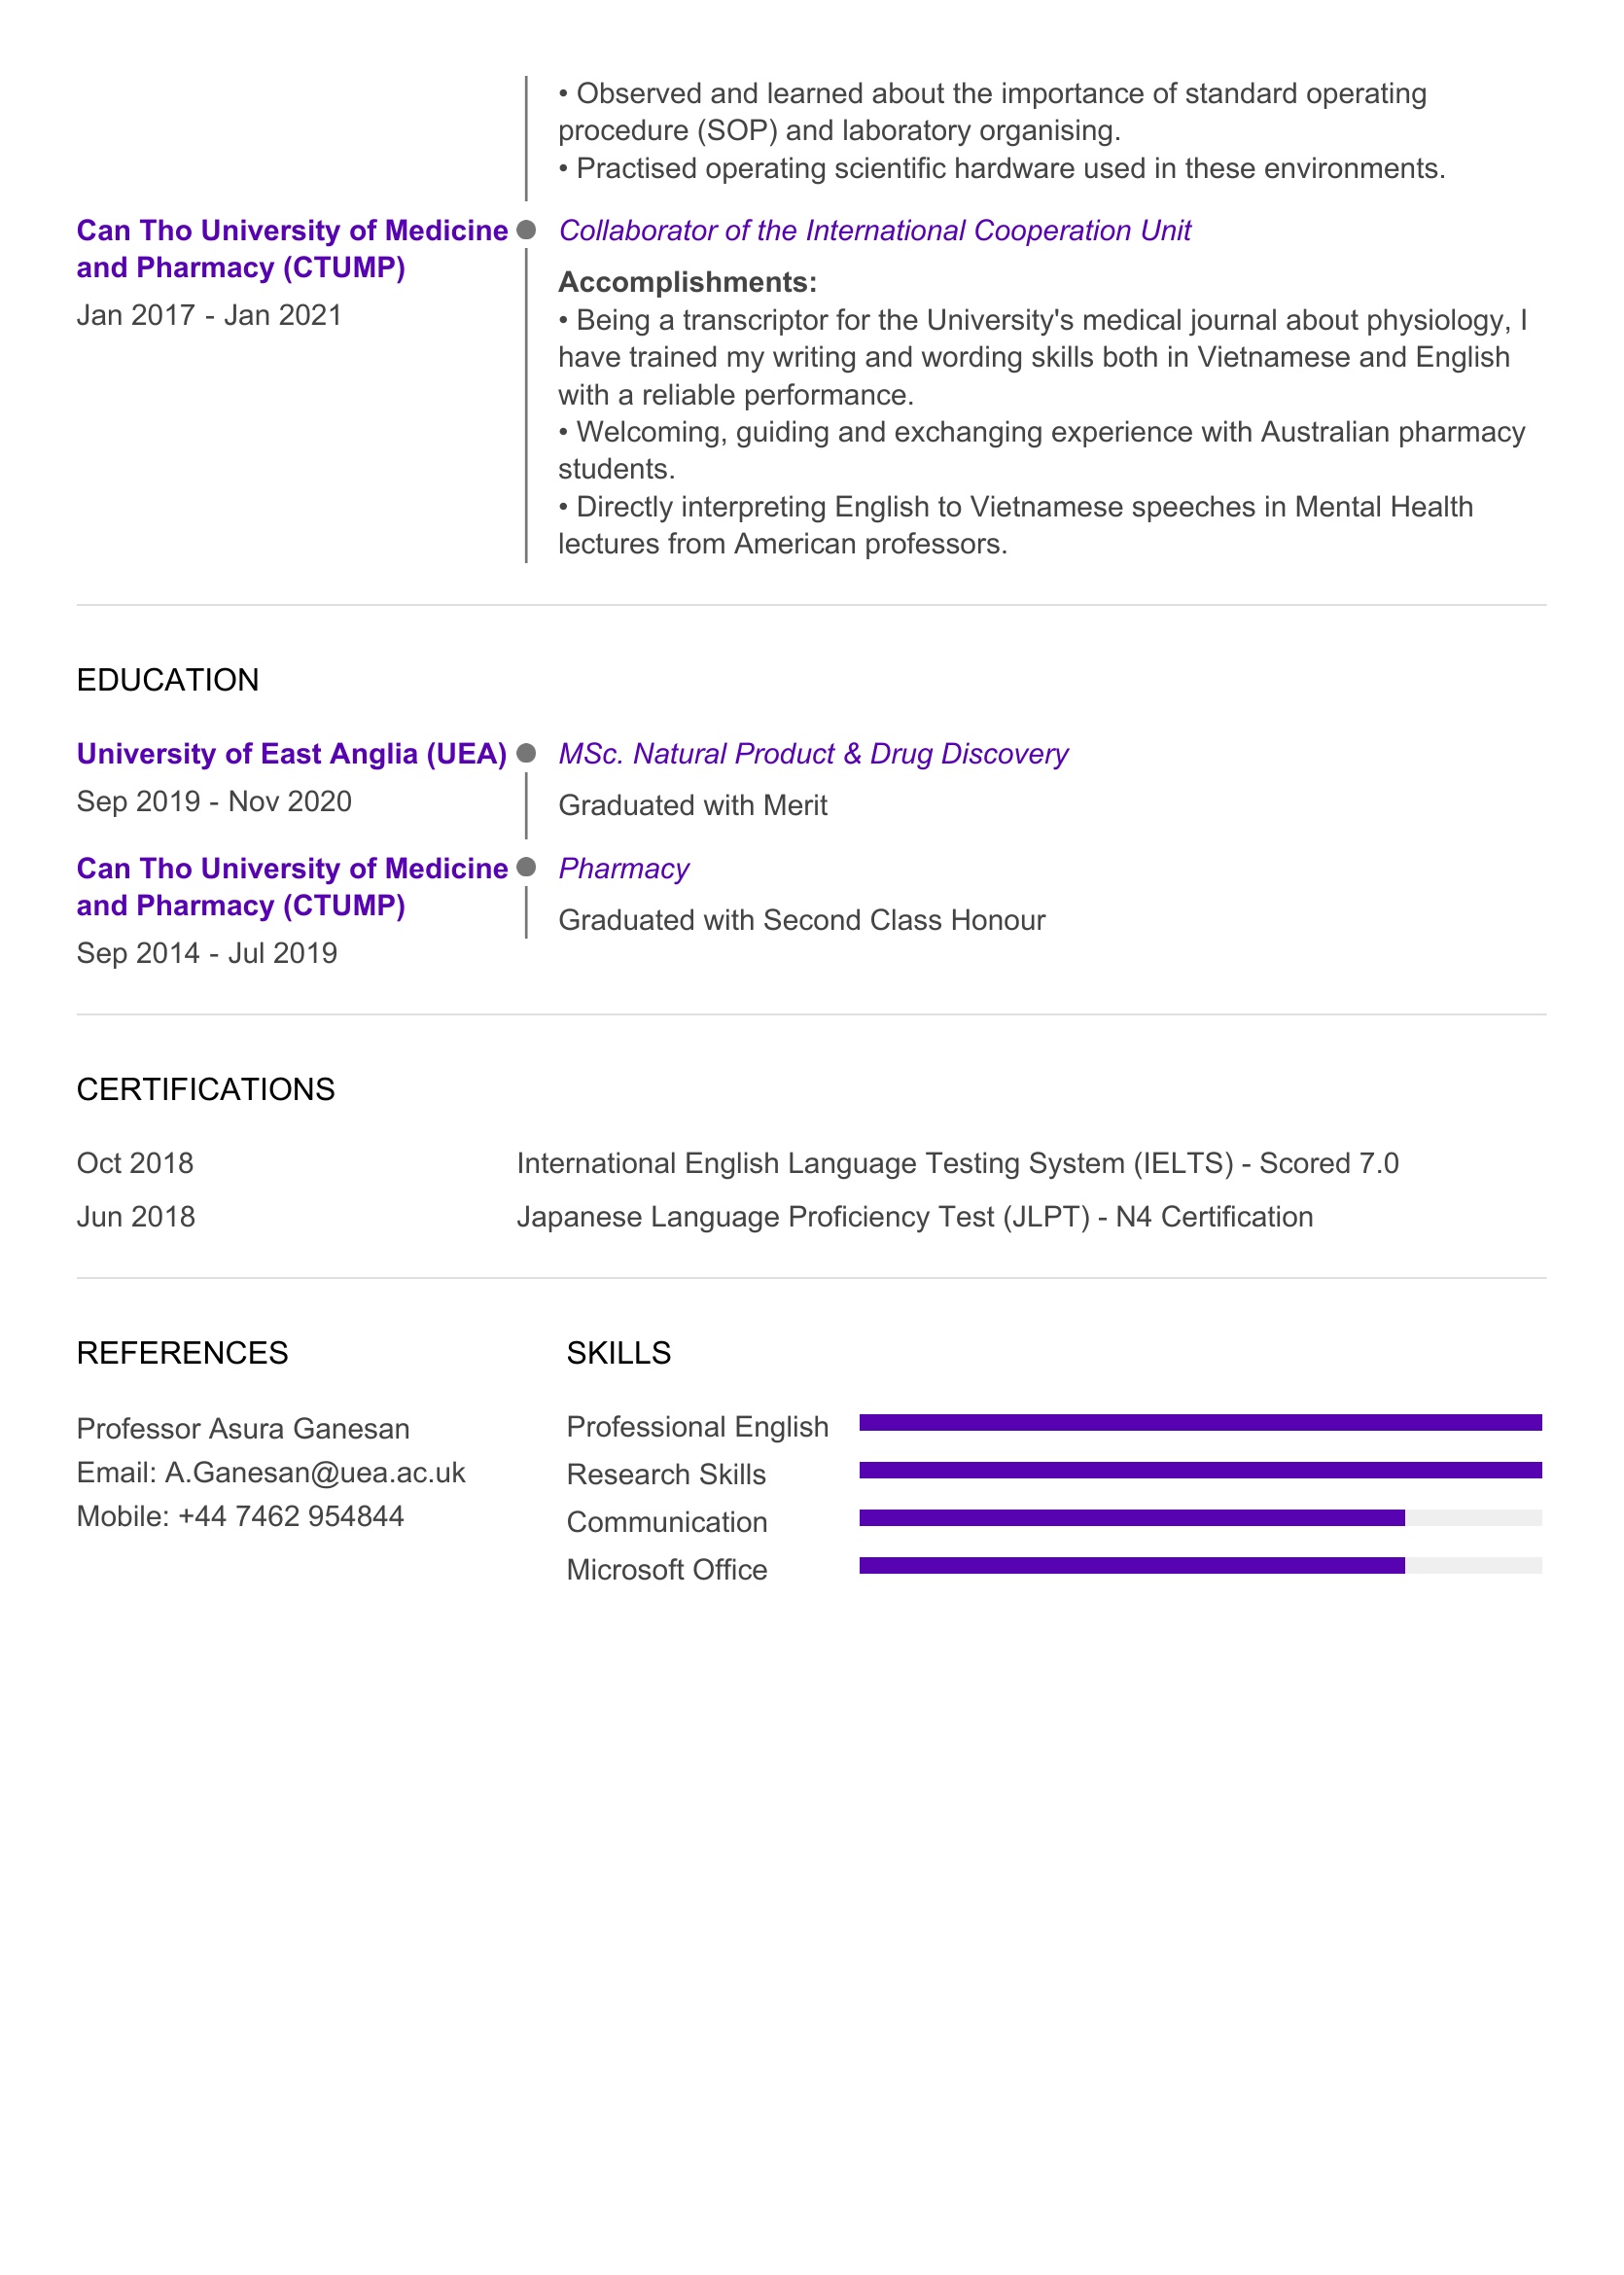 • Observed and learned about the importance of standard operating
procedure (SOP) and laboratory organising.
• Practised operating scientific hardware used in these environments.
Can Tho University of Medicine
and Pharmacy (CTUMP)
Jan 2017 - Jan 2021
Collaborator of the International Cooperation Unit
Accomplishments:
• Being a transcriptor for the University's medical journal about physiology, I
have trained my writing and wording skills both in Vietnamese and English
with a reliable performance.
• Welcoming, guiding and exchanging experience with Australian pharmacy
students.
• Directly interpreting English to Vietnamese speeches in Mental Health
lectures from American professors.
EDUCATION
University of East Anglia (UEA)
Sep 2019 - Nov 2020
MSc. Natural Product & Drug Discovery
Graduated with Merit
Can Tho University of Medicine
and Pharmacy (CTUMP)
Sep 2014 - Jul 2019
Pharmacy
Graduated with Second Class Honour
CERTIFICATIONS
Oct 2018
International English Language Testing System (IELTS) - Scored 7.0
Jun 2018
Japanese Language Proficiency Test (JLPT) - N4 Certification
REFERENCES
Professor Asura Ganesan
Email: A.Ganesan@uea.ac.uk
Mobile: +44 7462 954844
SKILLS
Professional English
Research Skills
Communication
Microsoft Office